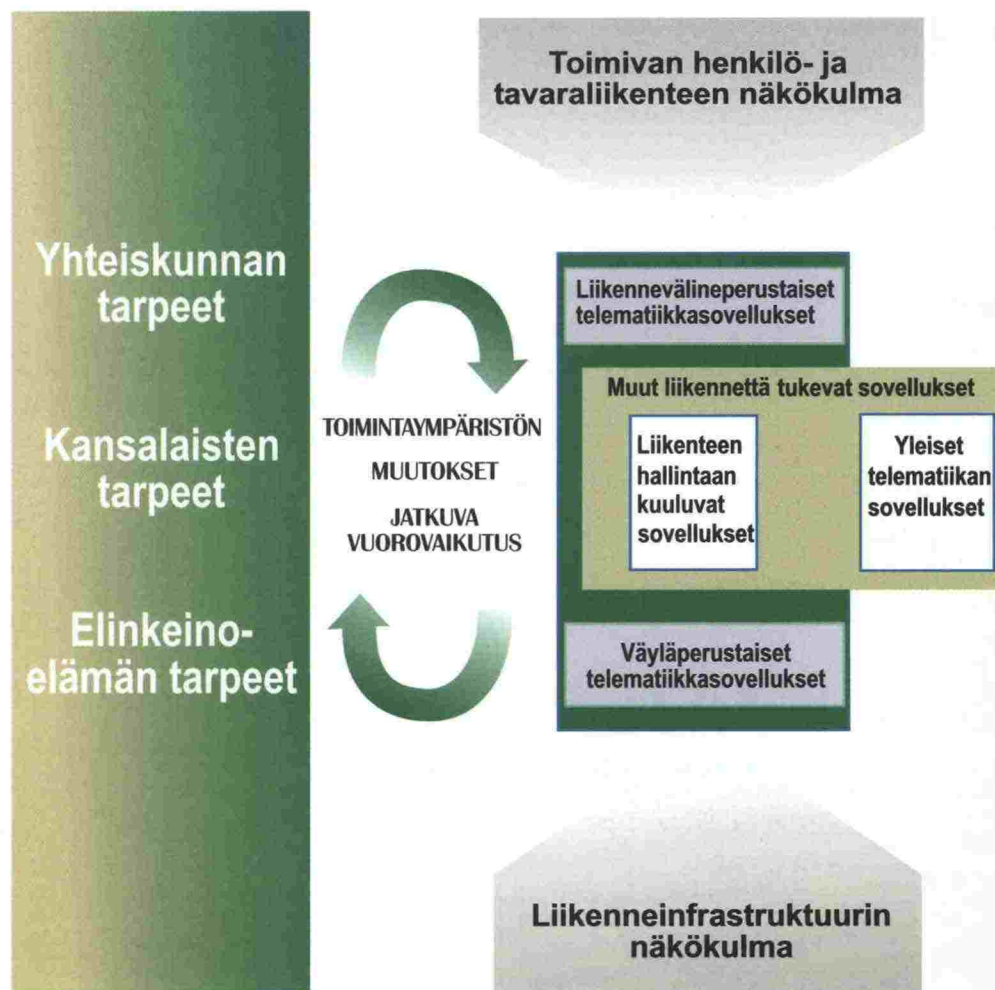 Toimivan henkilö- ja
tavaraliikenteen näkökulma
Yhteiskunnan
tarpeet
Kansalaisten
tarpeet
Elinkeino-
elämän tarpeet
TOIMINTAYMPÄRISTÖN
MUUTOKSET
JATKUVA
VUOROVAIKUTUS
Liikennevälineperustaiset
telematiikkasovellukset
Muut liikennettä tukevat sovellukset
Liikenteen
hallintaan
kuuluvat
sovellukset
Yleiset
telematiikan
sovellukset
Väyläperustaiset
telematiikkasovellukset
Liikenneinfrastruktuurin
näkökulma